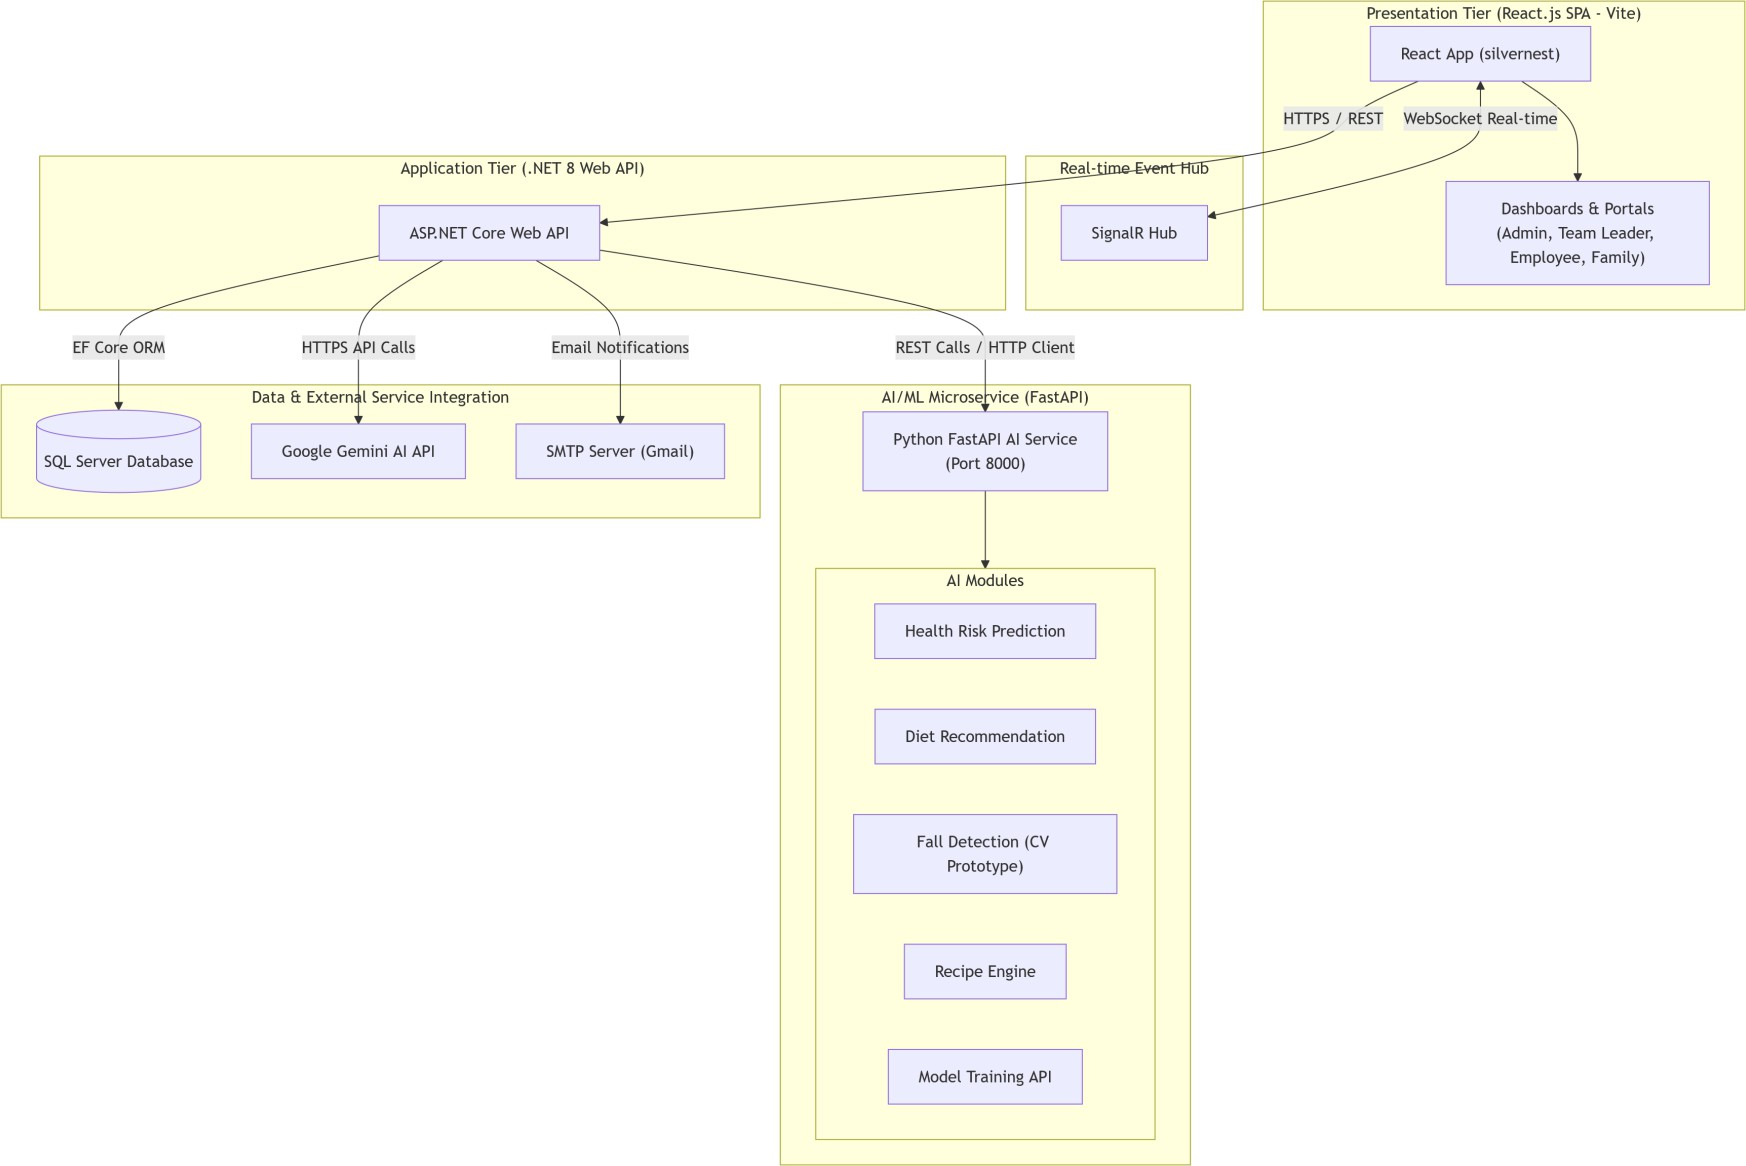 Presentation Tier (React.js SPA - Vite)
React App (silvernest)
HTTPS / REST
WebSocket Real-time
Application Tier (.NET 8 Web API)
Real-time Event Hub
ASP.NET Core Web API
SignalR Hub
Dashboards & Portals
(Admin, Team Leader,
Employee, Family)
EF Core ORM
HTTPS API Calls
Email Notifications
REST Calls / HTTP Client
Data & External Service Integration
SQL Server Database
Google Gemini AI API
SMTP Server (Gmail)
AI/ML Microservice (FastAPI)
Python FastAPI AI Service
(Port 8000)
AI Modules
Health Risk Prediction
Diet Recommendation
Fall Detection (CV
Prototype)
Recipe Engine
Model Training API